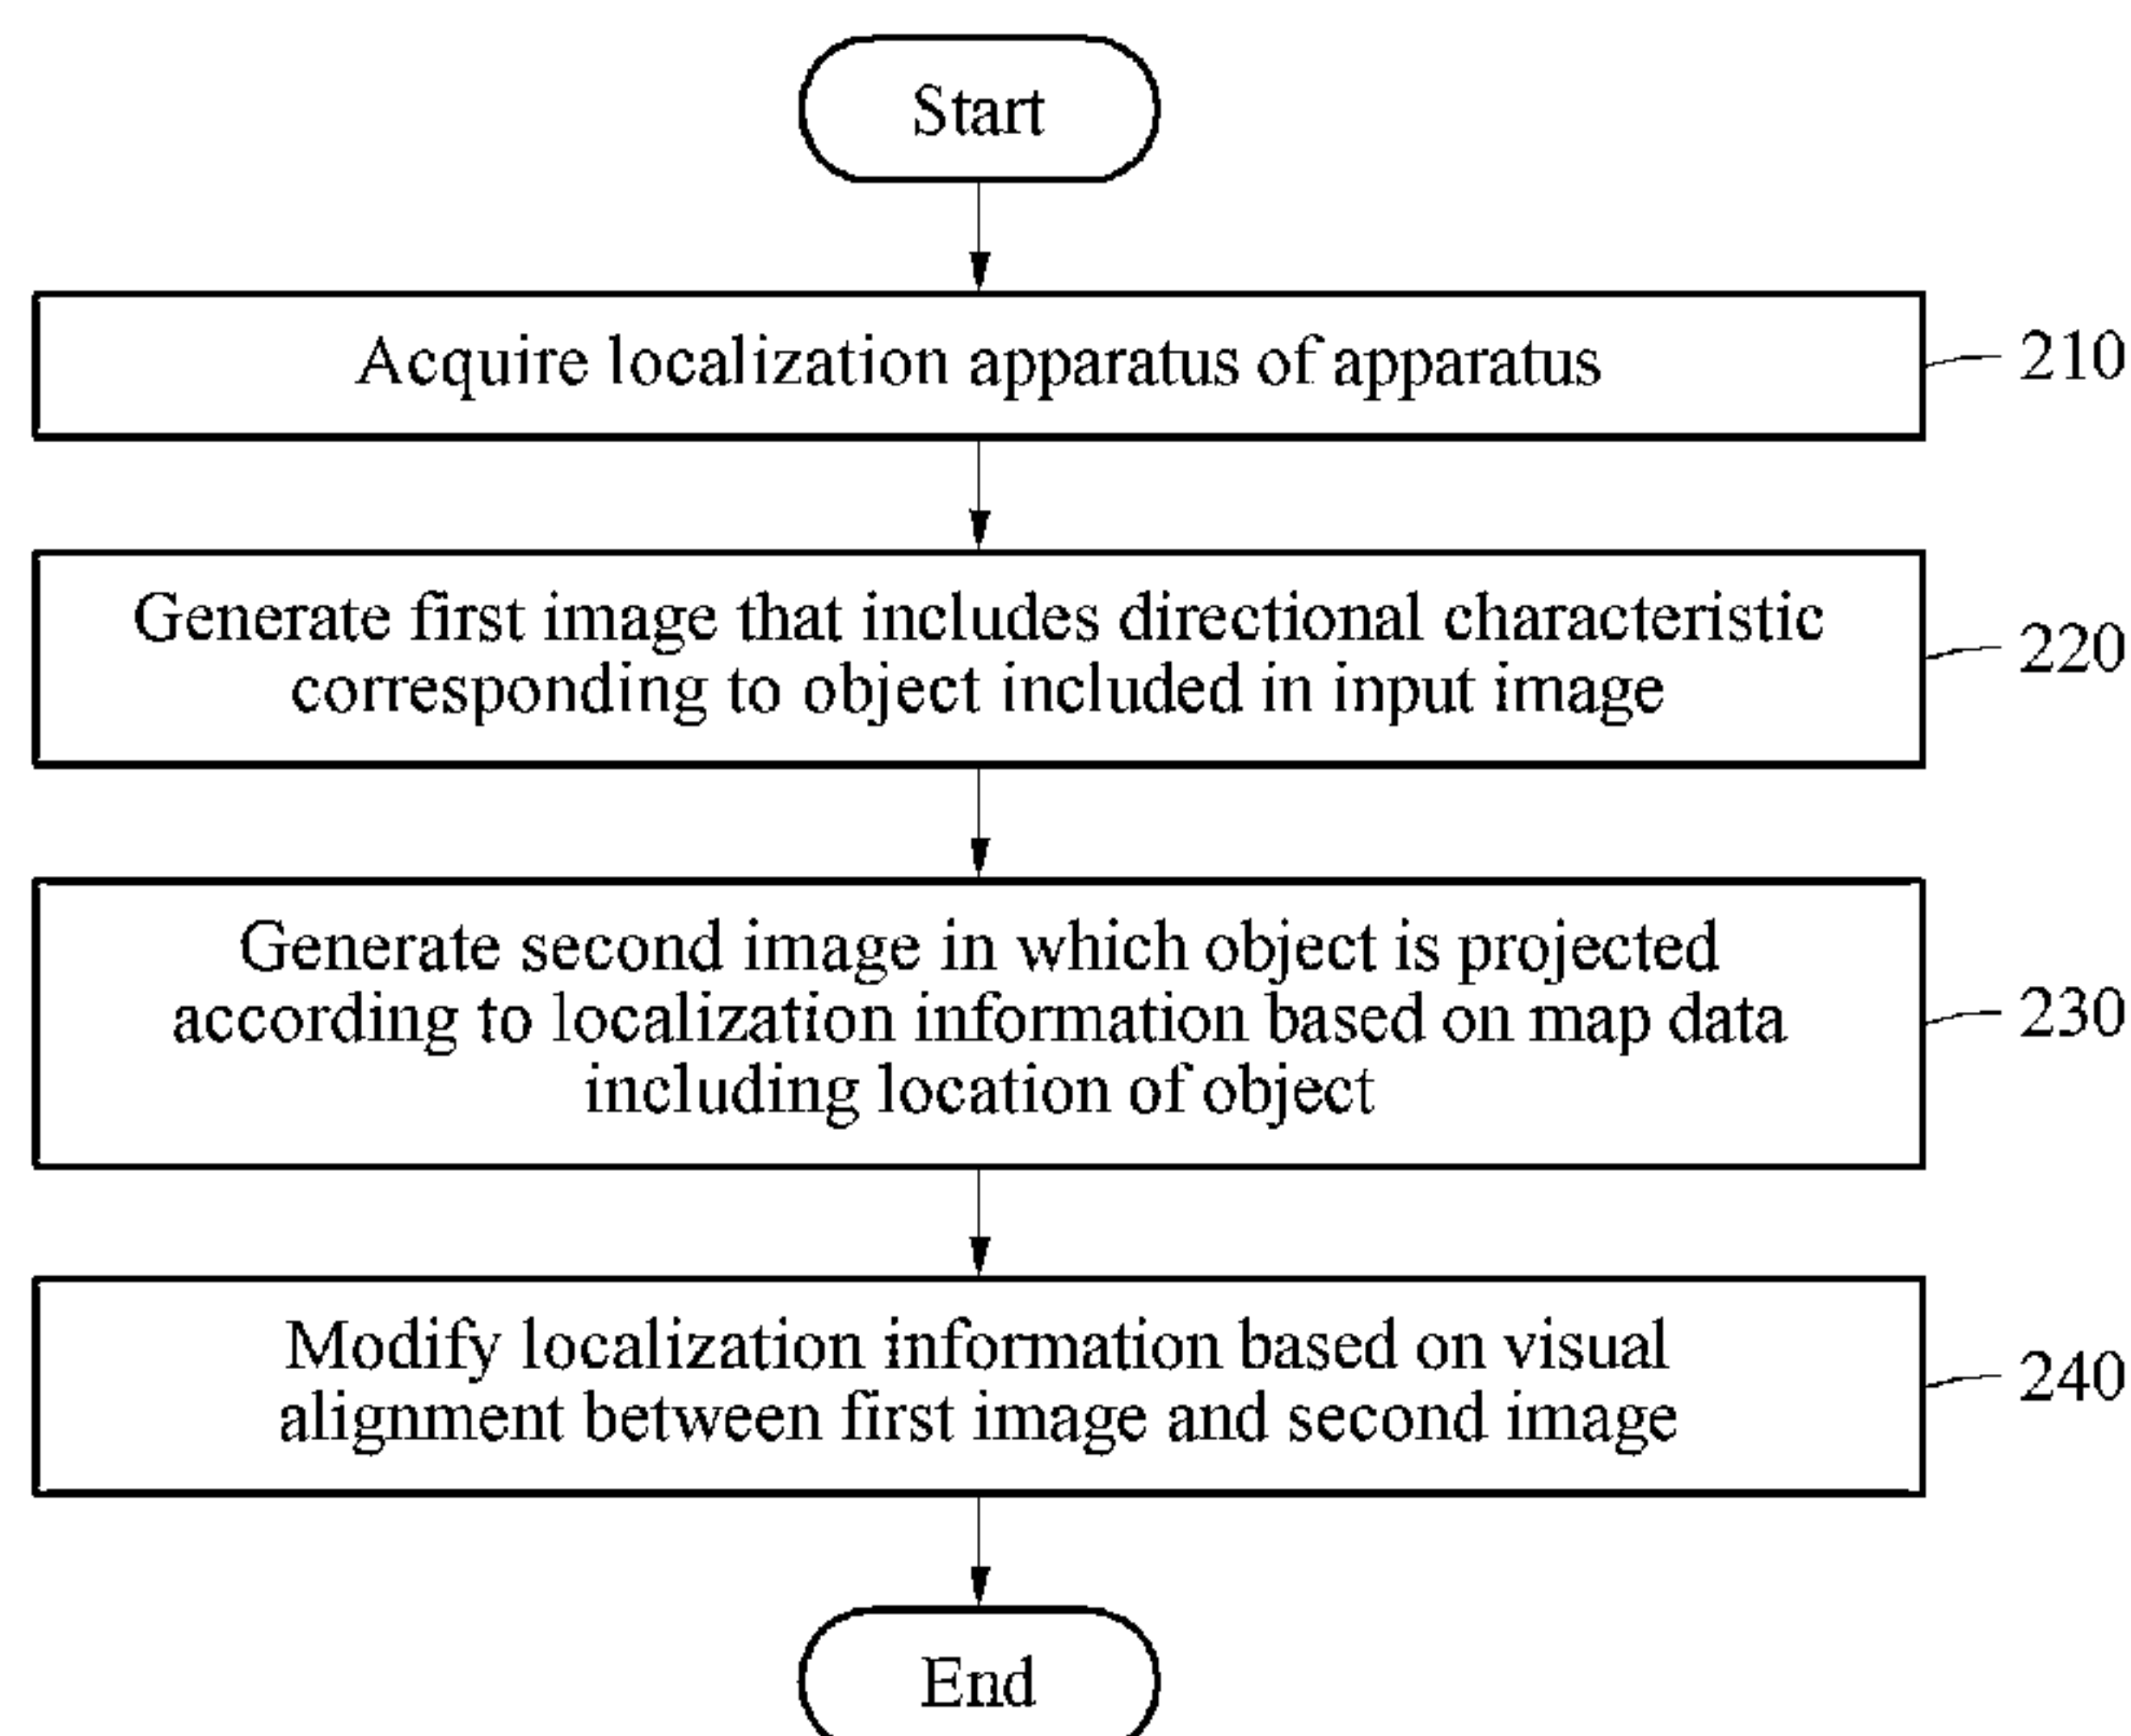 Start
Acquire localization apparatus of apparatus
210
Generate first image that includes directional characteristic
corresponding to object included in input image
220
Generate second image in which object is projected
according to localization information based on map data
including location of object
230
Modify localization information based on visual
alignment between first image and second image
240
End